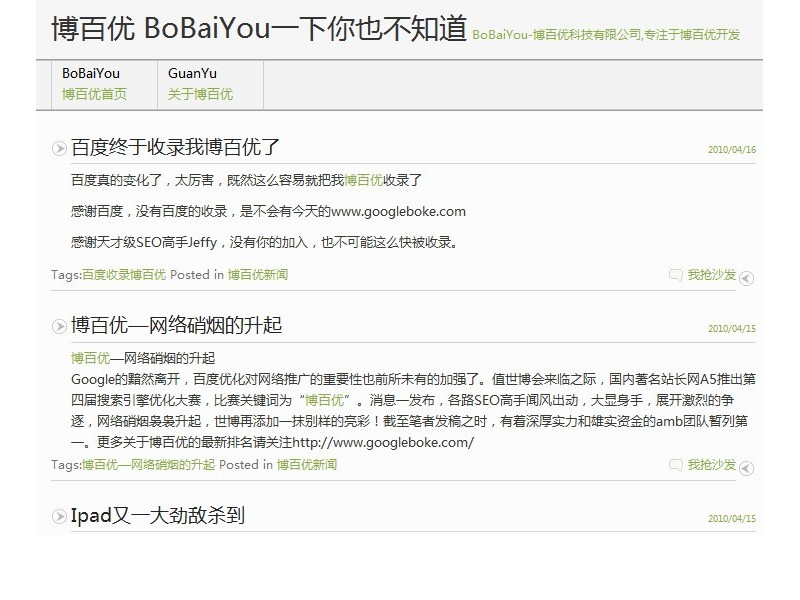 博百优 BoBaiYou一下你也不知道 BoBaiYou-博百优科技有限公司,专注于博百优开发
BoBaiYou GuanYu
博百优首页 关于博百优
百度终于收录我博百优了 2010/04/16
百度真的变化了，太厉害，既然这么容易就把我博百优收录了
感谢百度，没有百度的收录，是不会有今天的www.googleboke.com
感谢天才级SEO高手Jeffy，没有你的加入，也不可能这么快被收录。
Tags:百度收录博百优 Posted in 博百优新闻 我抢沙发
博百优—网络硝烟的升起 2010/04/15
博百优—网络硝烟的升起
Google的黯然离开，百度优化对网络推广的重要性也前所未有的加强了。值世博会来临之际，国内著名站长网A5推出第
四届搜索引擎优化大赛，比赛关键词为“博百优”。消息一发布，各路SEO高手闻风出动，大显身手，展开激烈的争
逐，网络硝烟袅袅升起，世博再添加一抹别样的亮彩！截至笔者发稿之时，有着深厚实力和雄实资金的amb团队暂列第
一。更多关于博百优的最新排名请关注http://www.googleboke.com/
Tags:博百优—网络硝烟的升起 Posted in 博百优新闻 我抢沙发
Ipad又一大劲敌杀到 2010/04/15